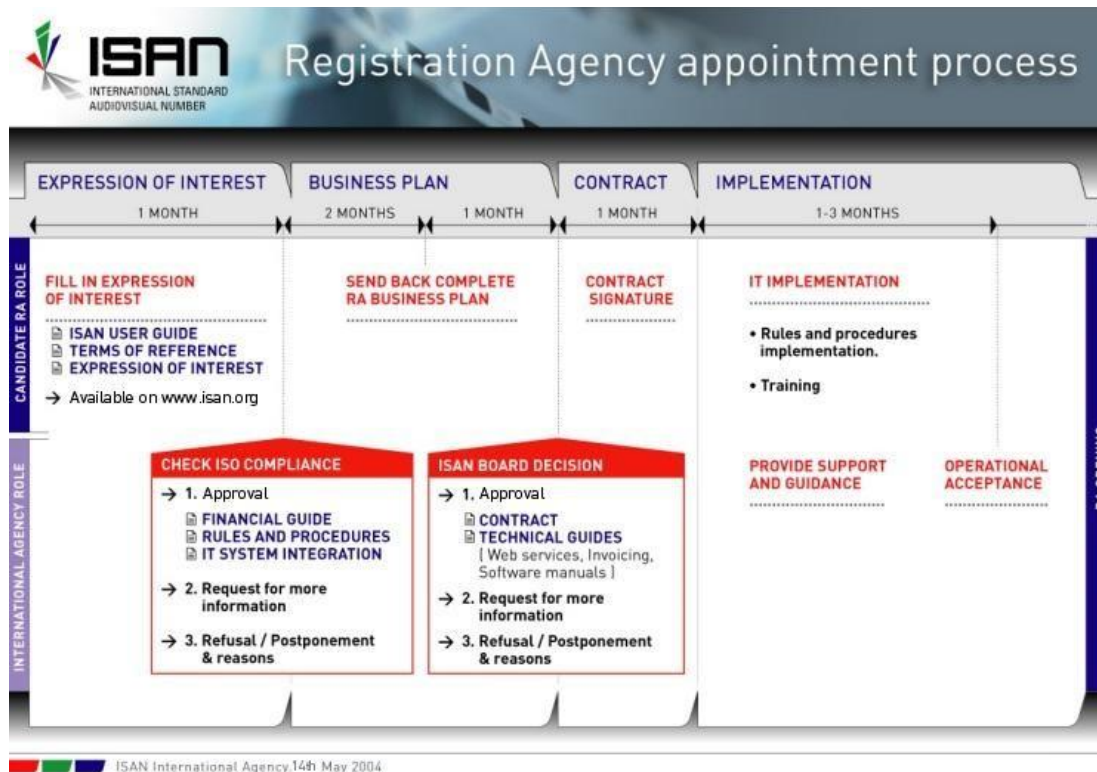 ISAN
INTERNATIONAL STANDARD
AUDIOVISUAL NUMBER
Registration Agency appointment process
EXPRESSION OF INTEREST
BUSINESS PLAN
CONTRACT
IMPLEMENTATION
1 MONTH
2 MONTHS
1 MONTH
1 MONTH
1-3 MONTHS
CANDIDATE RA ROLE
FILL IN EXPRESSION
OF INTEREST
ISAN USER GUIDE
TERMS OF REFERENCE
EXPRESSION OF INTEREST
→ Available on www.isan.org
SEND BACK COMPLETE
RA BUSINESS PLAN
CONTRACT
SIGNATURE
IT IMPLEMENTATION
• Rules and procedures
implementation.
• Training
INTERNATIONAL AGENCY ROLE
CHECK ISO COMPLIANCE
→ 1. Approval
FINANCIAL GUIDE
RULES AND PROCEDURES
IT SYSTEM INTEGRATION
→ 2. Request for more
information
→ 3. Refusal / Postponement
& reasons
ISAN BOARD DECISION
→ 1. Approval
CONTRACT
TECHNICAL GUIDES
( Web services, Invoicing,
Software manuals )
→ 2. Request for more
information
→ 3. Refusal / Postponement
& reasons
PROVIDE SUPPORT
AND GUIDANCE
OPERATIONAL
ACCEPTANCE
ISAN International Agency,14th May 2004